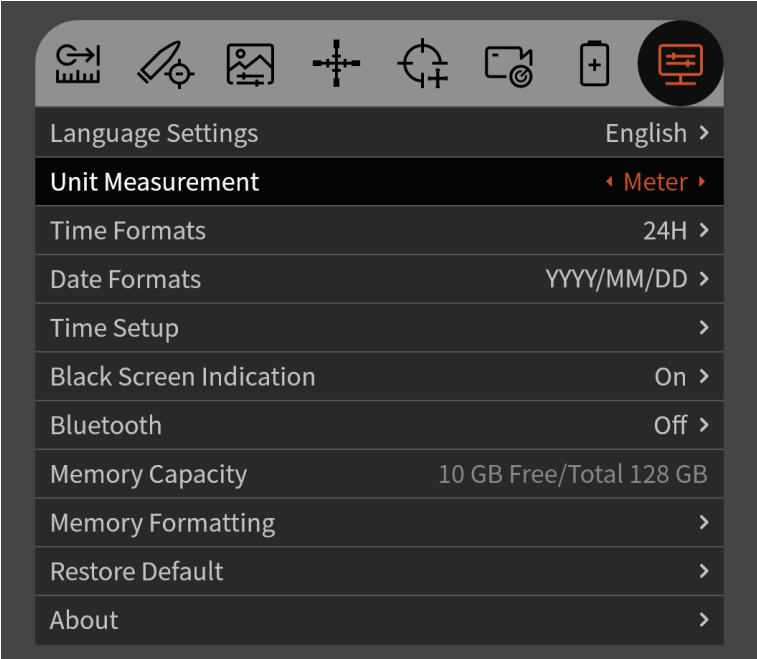 Language Settings English
Unit Measurement Meter
Time Formats 24H
Date Formats YYYY/MM/DD
Time Setup
Black Screen Indication On
Bluetooth Off
Memory Capacity 10 GB Free/Total 128 GB
Memory Formatting
Restore Default
About